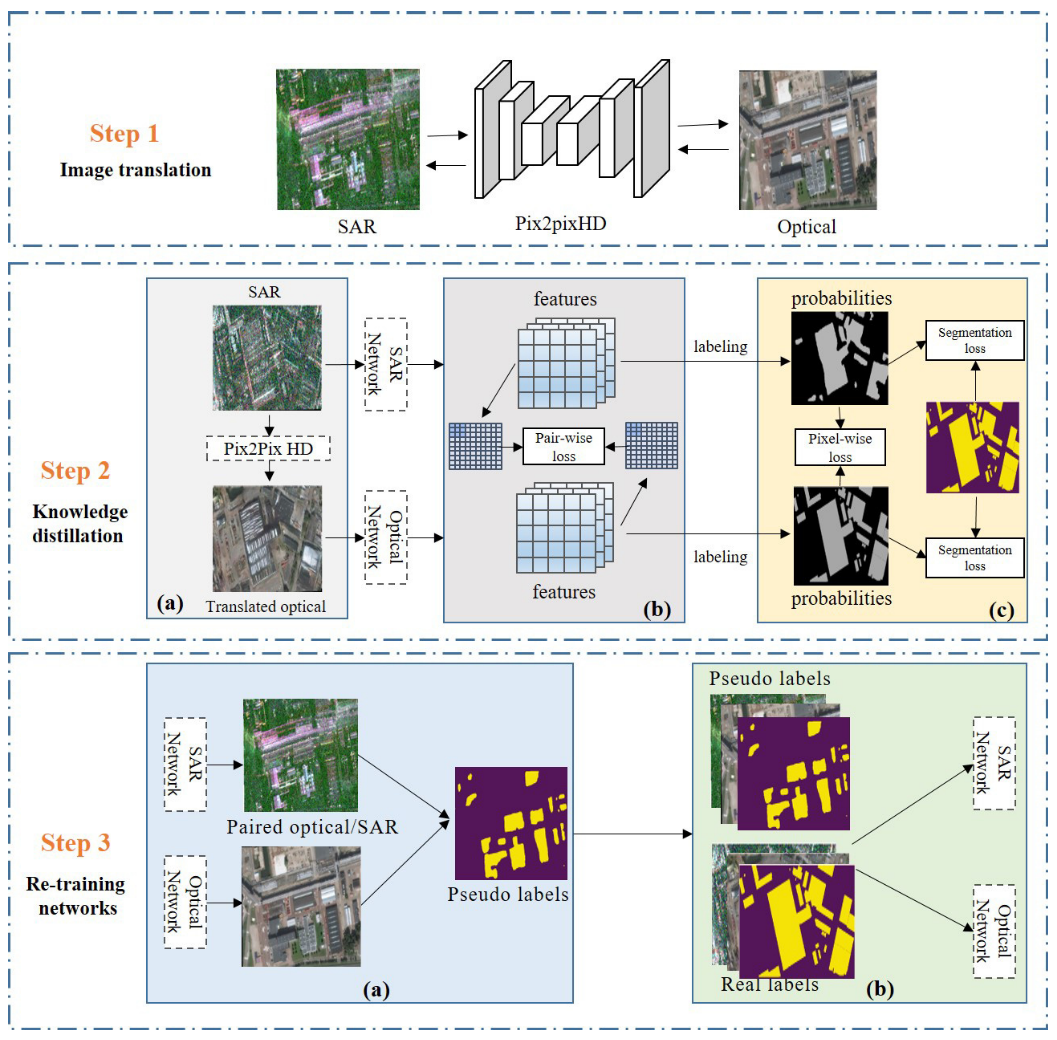 Step 1
Image translation
SAR
Pix2pixHD
Optical
Step 2
Knowledge
distillation
SAR
Pix2Pix HD
Translated optical
(a)
SAR
Network
Optical
Network
features
Pair-wise
loss
features
(b)
labeling
labeling
probabilities
Segmentation
loss
Pixel-wise
loss
Segmentation
loss
probabilities
(c)
Step 3
Re-training
networks
SAR
Network
Paired optical/SAR
Optical
Network
Pseudo labels
(a)
Pseudo labels
Real labels
SAR
Network
Optical
Network
(b)